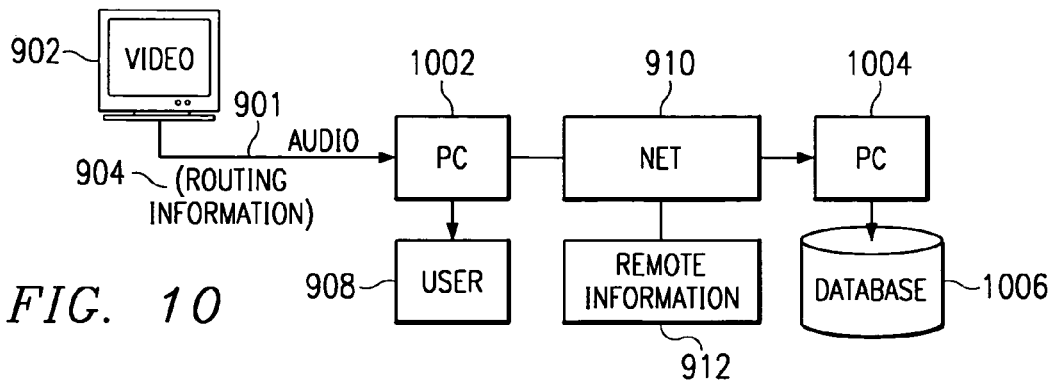 902
VIDEO
901
AUDIO
904
(ROUTING
INFORMATION)
1002
PC
910
NET
1004
PC
908
USER
REMOTE
INFORMATION
912
DATABASE
1006
FIG. 10